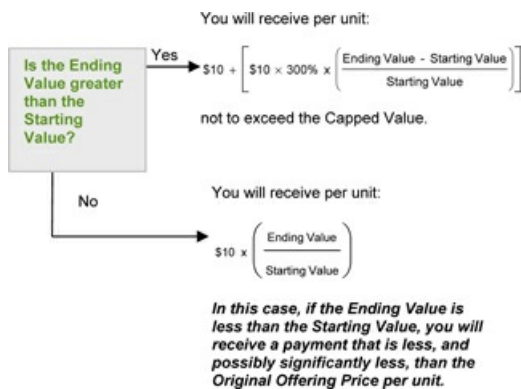 You will receive per unit:
Is the Ending
Value greater
than the
Starting
Value?
Yes
$10 + [ $10 × 300% x ( Ending Value - Starting Value
Starting Value ) ]
not to exceed the Capped Value.
No
You will receive per unit:
$10 x ( Ending Value
Starting Value )
In this case, if the Ending Value is
less than the Starting Value, you will
receive a payment that is less, and
possibly significantly less, than the
Original Offering Price per unit.